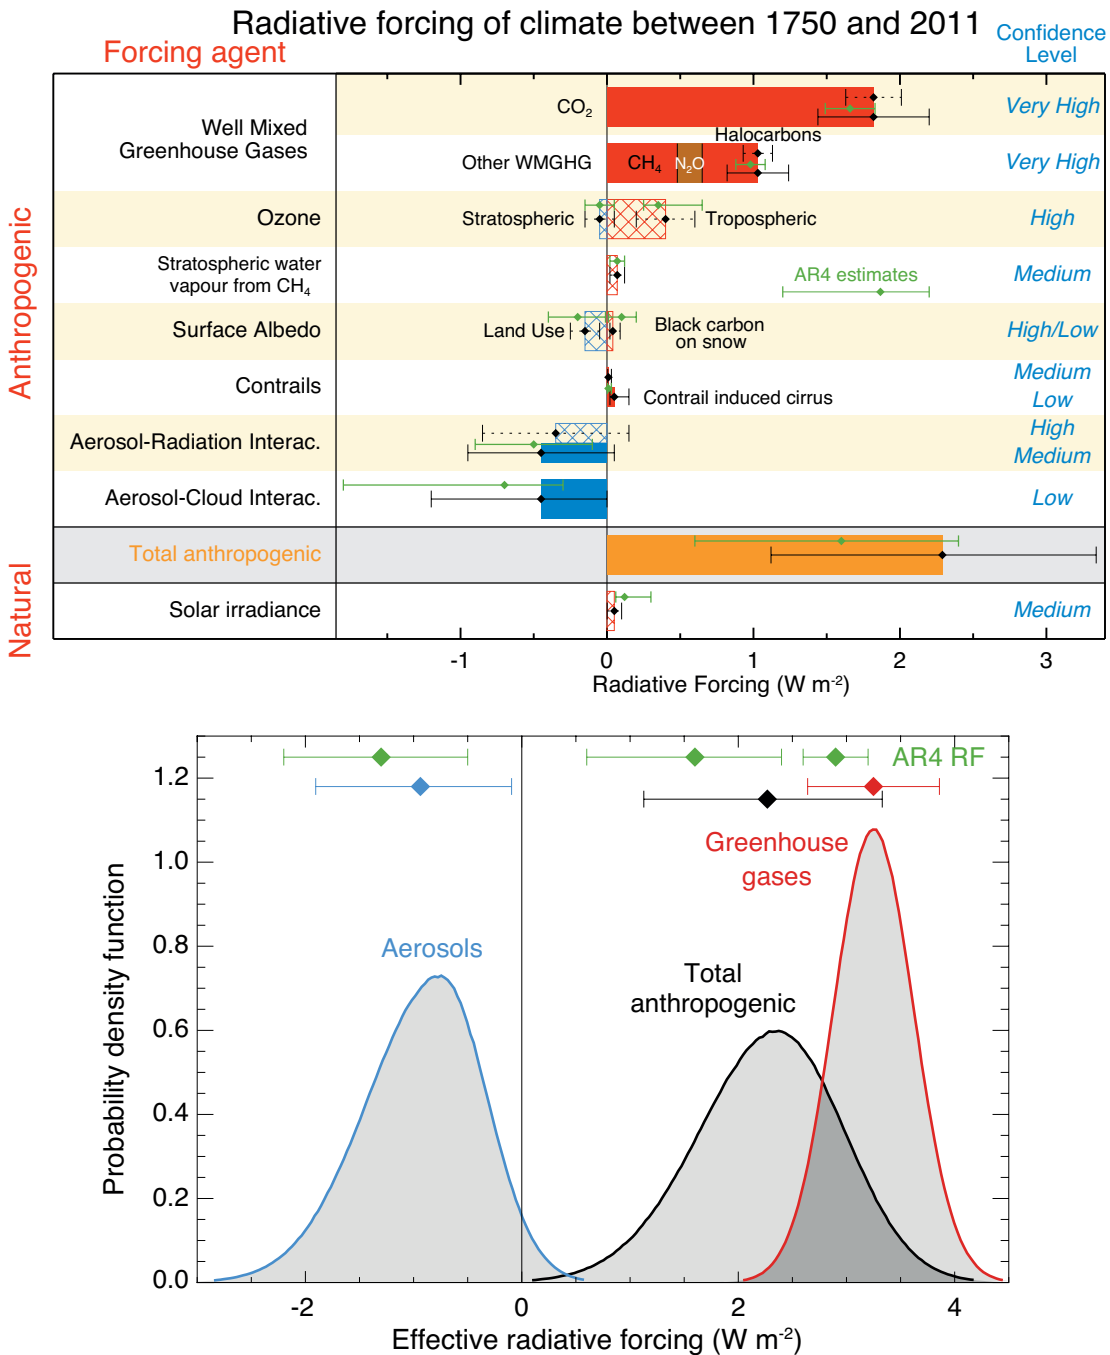 Radiative forcing of climate between 1750 and 2011
Forcing agent
Confidence
Level
Anthropogenic
Natural
Well Mixed
Greenhouse Gases
CO₂
Very High
Halocarbons
Other WMGHG
CH₄
N₂O
Very High
Ozone
Stratospheric
Tropospheric
High
Stratospheric water
vapour from CH₄
AR4 estimates
Medium
Surface Albedo
Land Use
Black carbon
on snow
High/Low
Contrails
Contrail induced cirrus
Medium
Low
Aerosol-Radiation Interac.
High
Medium
Aerosol-Cloud Interac.
Low
Total anthropogenic
Solar irradiance
Medium
-1 0 1 2 3
Radiative Forcing (W m⁻²)
AR4 RF
Greenhouse
gases
Aerosols
Total
anthropogenic
Probability density function
1.2
1.0
0.8
0.6
0.4
0.2
0.0
-2 0 2 4
Effective radiative forcing (W m⁻²)